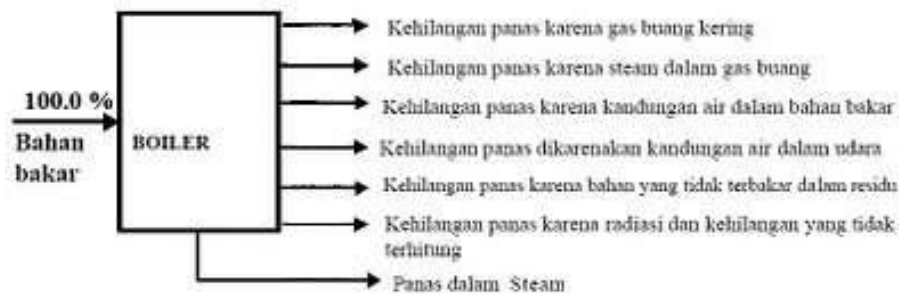 Kehilangan panas karena gas buang kering
Kehilangan panas karena steam dalam gas buang
100.0 %
Kehilangan panas karena kandungan air dalam bahan bakar
Bahan
bakar
BOILER
Kehilangan panas dikarenakan kandungan air dalam udara
Kehilangan panas karena bahan yang tidak terbakar dalam residu
Kehilangan panas karena radiasi dan kehilangan yang tidak
terhitung
Panas dalam Steam